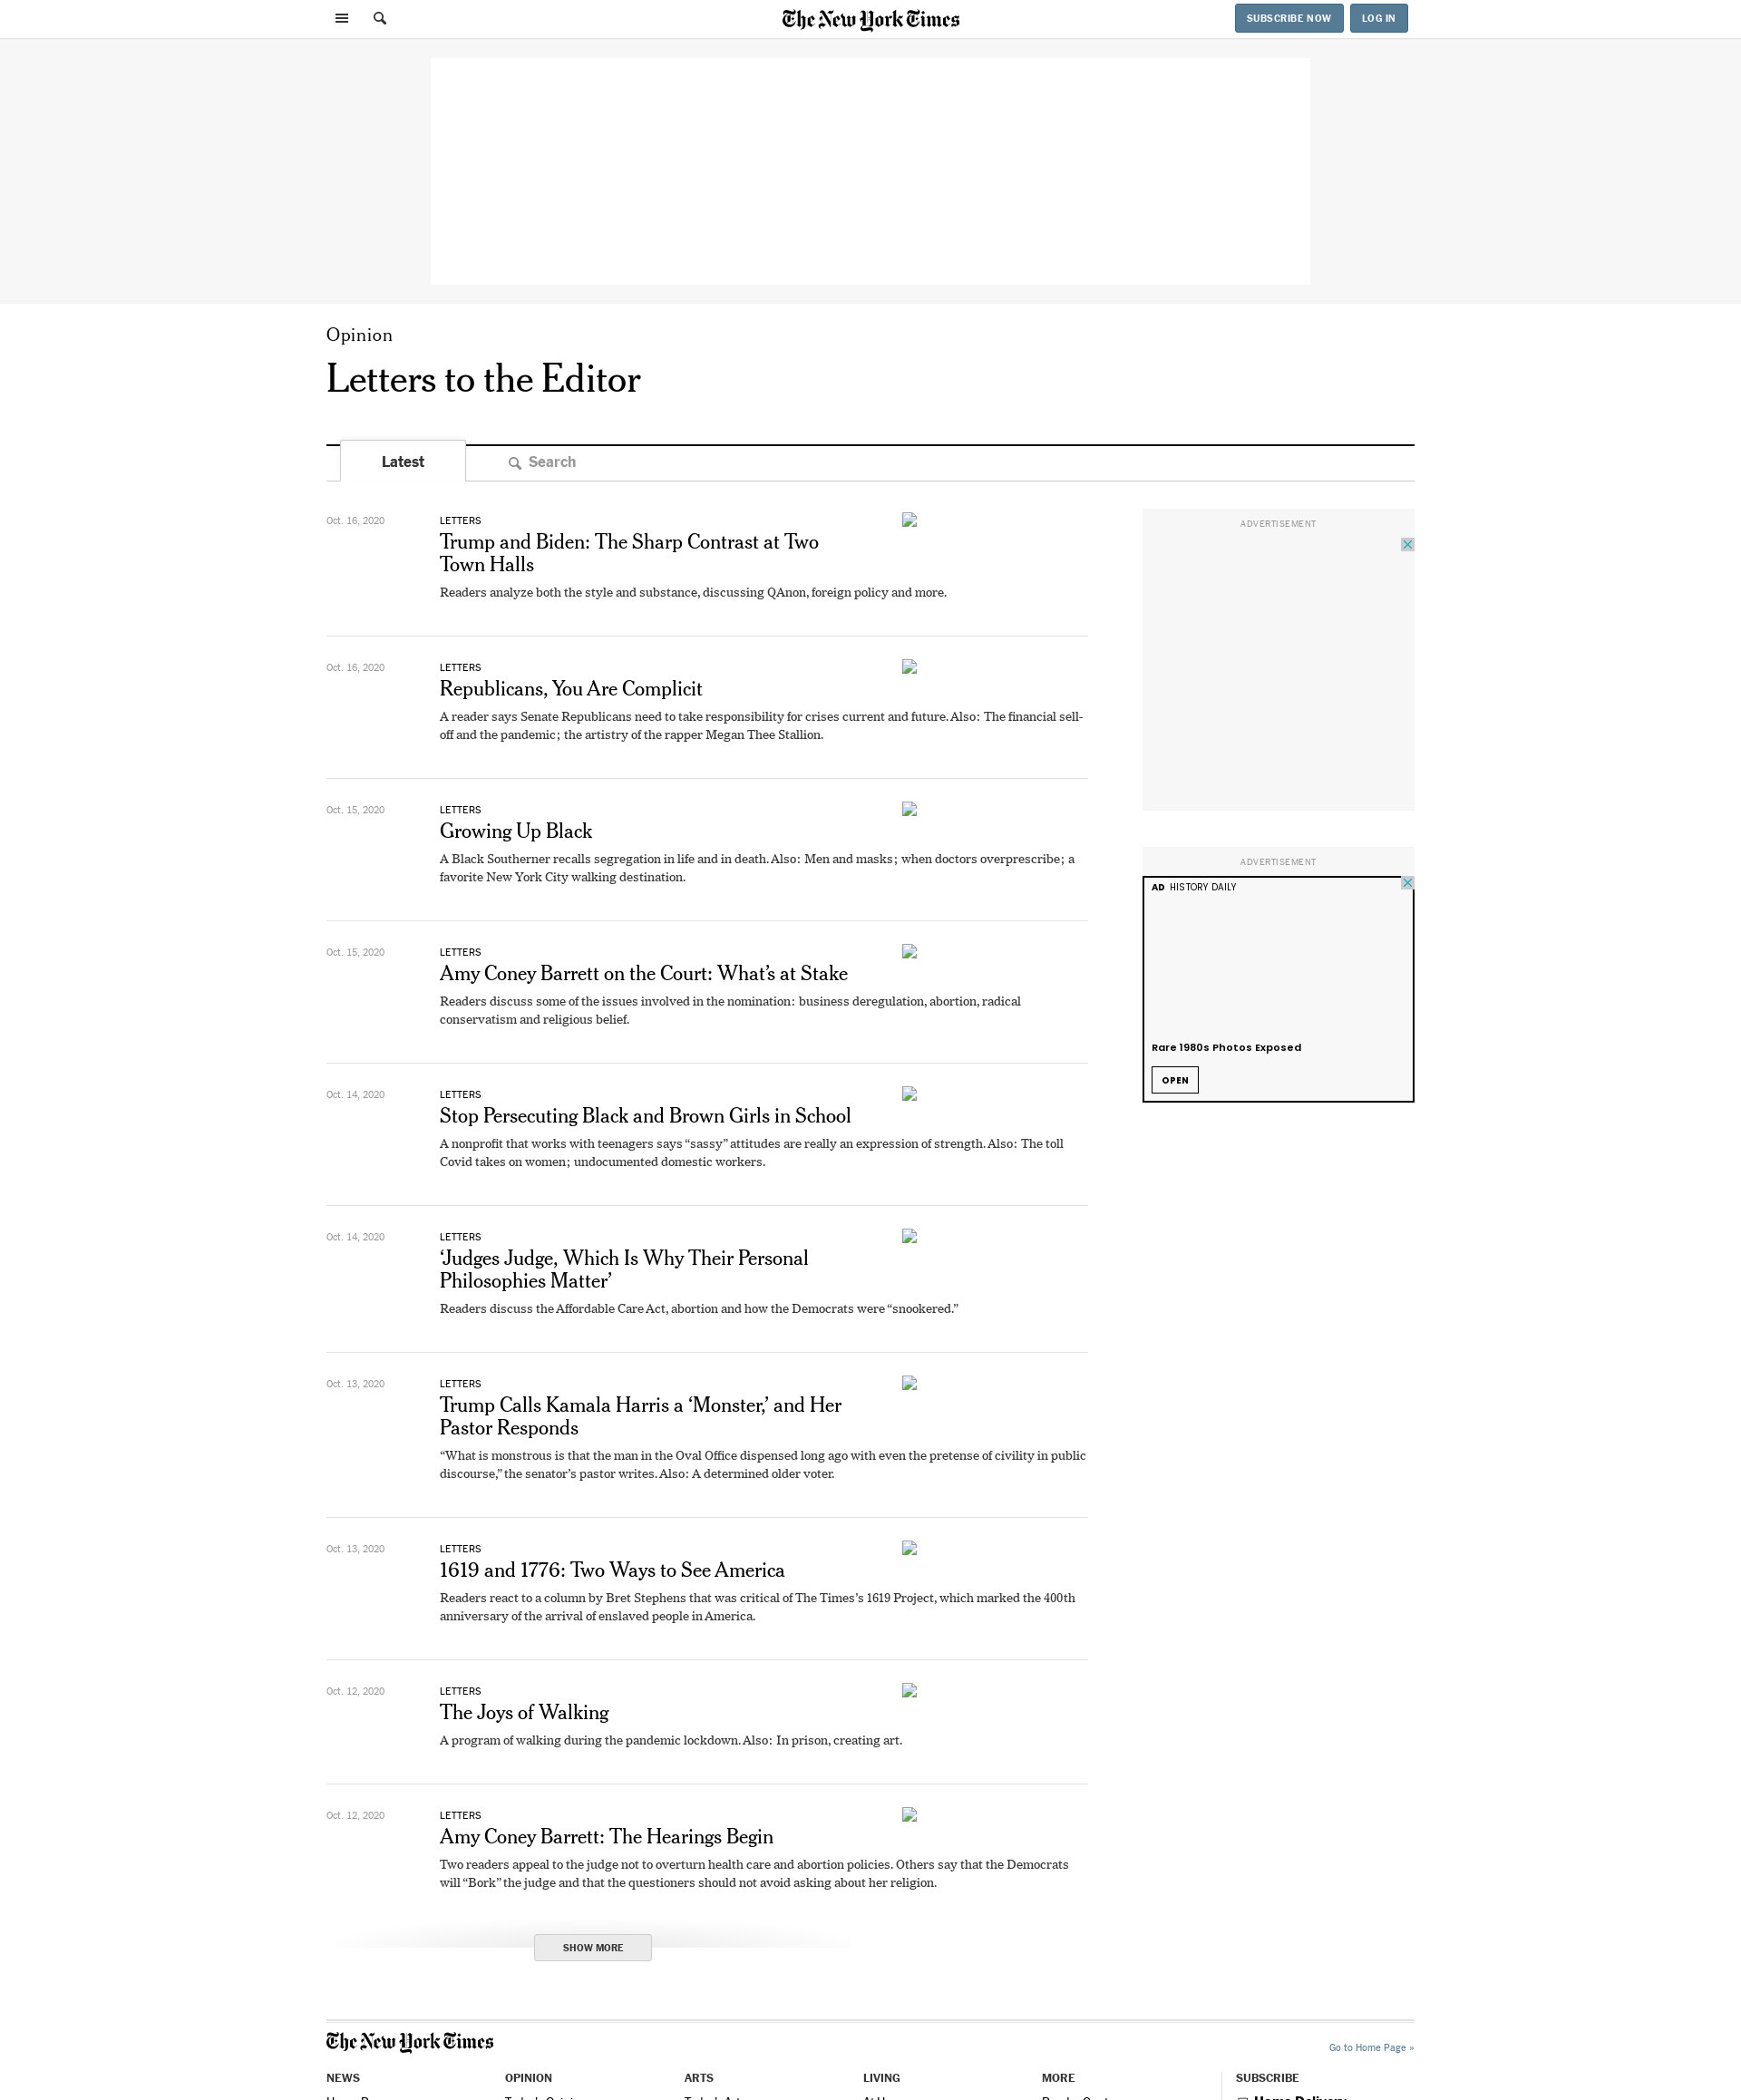 The New York Times
SUBSCRIBE NOW
LOG IN
Opinion
Letters to the Editor
Latest
Search
Oct. 16, 2020
LETTERS
Trump and Biden: The Sharp Contrast at Two
Town Halls
Readers analyze both the style and substance, discussing QAnon, foreign policy and more.
ADVERTISEMENT
Oct. 16, 2020
LETTERS
Republicans, You Are Complicit
A reader says Senate Republicans need to take responsibility for crises current and future. Also: The financial sell-
off and the pandemic; the artistry of the rapper Megan Thee Stallion.
Oct. 15, 2020
LETTERS
Growing Up Black
A Black Southerner recalls segregation in life and in death. Also: Men and masks; when doctors overprescribe; a
favorite New York City walking destination.
ADVERTISEMENT
AD HISTORY DAILY
Rare 1980s Photos Exposed
OPEN
Oct. 15, 2020
LETTERS
Amy Coney Barrett on the Court: What’s at Stake
Readers discuss some of the issues involved in the nomination: business deregulation, abortion, radical
conservatism and religious belief.
Oct. 14, 2020
LETTERS
Stop Persecuting Black and Brown Girls in School
A nonprofit that works with teenagers says “sassy” attitudes are really an expression of strength. Also: The toll
Covid takes on women; undocumented domestic workers.
Oct. 14, 2020
LETTERS
‘Judges Judge, Which Is Why Their Personal
Philosophies Matter’
Readers discuss the Affordable Care Act, abortion and how the Democrats were “snookered.”
Oct. 13, 2020
LETTERS
Trump Calls Kamala Harris a ‘Monster,’ and Her
Pastor Responds
“What is monstrous is that the man in the Oval Office dispensed long ago with even the pretense of civility in public
discourse,” the senator’s pastor writes. Also: A determined older voter.
Oct. 13, 2020
LETTERS
1619 and 1776: Two Ways to See America
Readers react to a column by Bret Stephens that was critical of The Times’s 1619 Project, which marked the 400th
anniversary of the arrival of enslaved people in America.
Oct. 12, 2020
LETTERS
The Joys of Walking
A program of walking during the pandemic lockdown. Also: In prison, creating art.
Oct. 12, 2020
LETTERS
Amy Coney Barrett: The Hearings Begin
Two readers appeal to the judge not to overturn health care and abortion policies. Others say that the Democrats
will “Bork” the judge and that the questioners should not avoid asking about her religion.
SHOW MORE
The New York Times
Go to Home Page »
NEWS
OPINION
ARTS
LIVING
MORE
SUBSCRIBE
Home Delivery